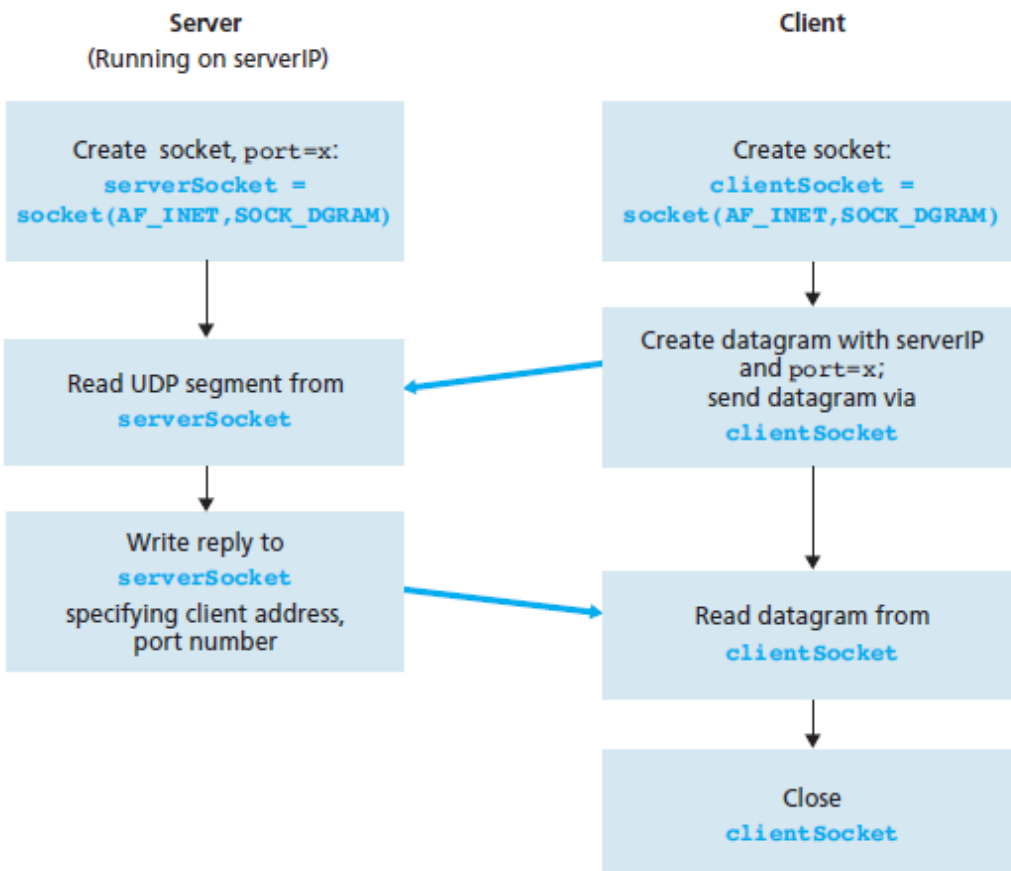 Server
(Running on serverIP)
Create socket, port=x:
serverSocket =
socket(AF_INET,SOCK_DGRAM)
Read UDP segment from
serverSocket
Write reply to
serverSocket
specifying client address,
port number
Client
Create socket:
clientSocket =
socket(AF_INET,SOCK_DGRAM)
Create datagram with serverIP
and port=x;
send datagram via
clientSocket
Read datagram from
clientSocket
Close
clientSocket